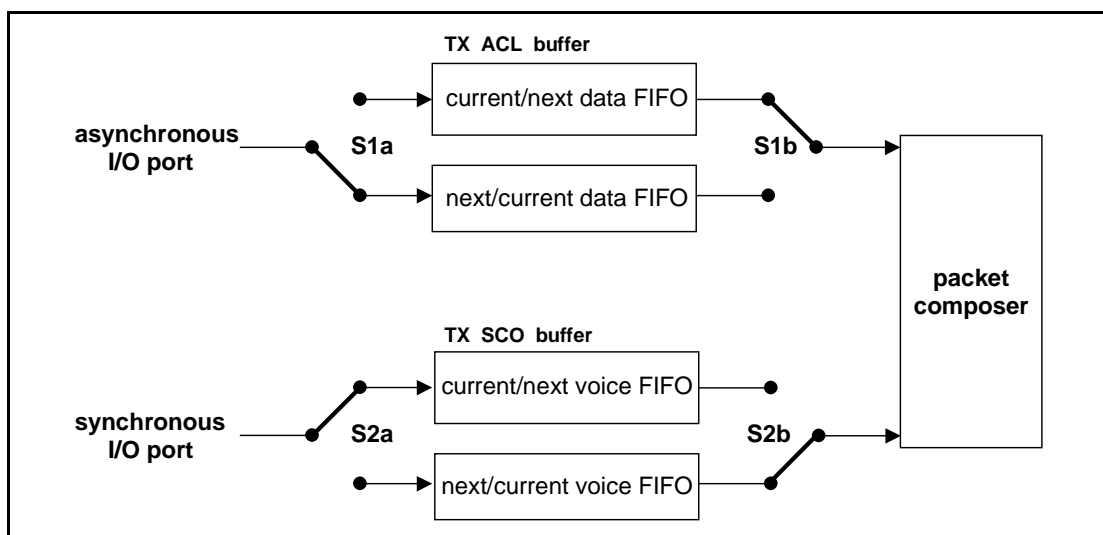 TX ACL buffer
current/next data FIFO
asynchronous
I/O port
S1a
S1b
next/current data FIFO
packet
composer
TX SCO buffer
current/next voice FIFO
synchronous
I/O port
S2a
S2b
next/current voice FIFO